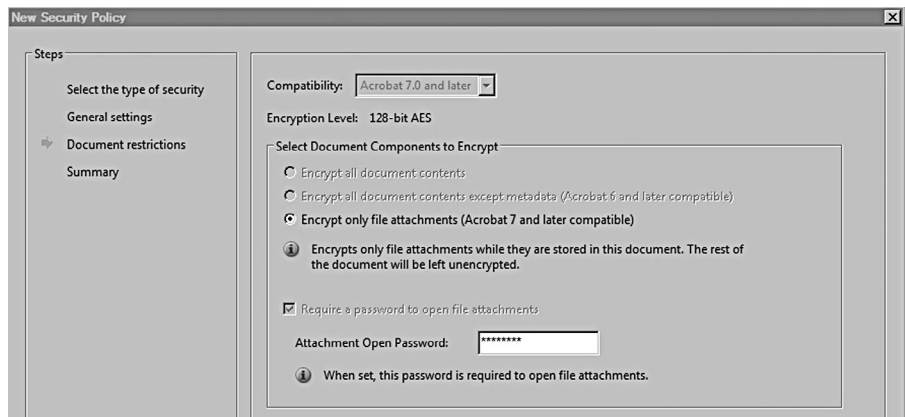 New Security Policy
Steps
Select the type of security
General settings
Document restrictions
Summary
Compatibility: Acrobat 7.0 and later
Encryption Level: 128-bit AES
Select Document Components to Encrypt
Encrypt all document contents
Encrypt all document contents except metadata (Acrobat 6 and later compatible)
Encrypt only file attachments (Acrobat 7 and later compatible)
Encrypts only file attachments while they are stored in this document. The rest of
the document will be left unencrypted.
Require a password to open file attachments
Attachment Open Password: ********
When set, this password is required to open file attachments.